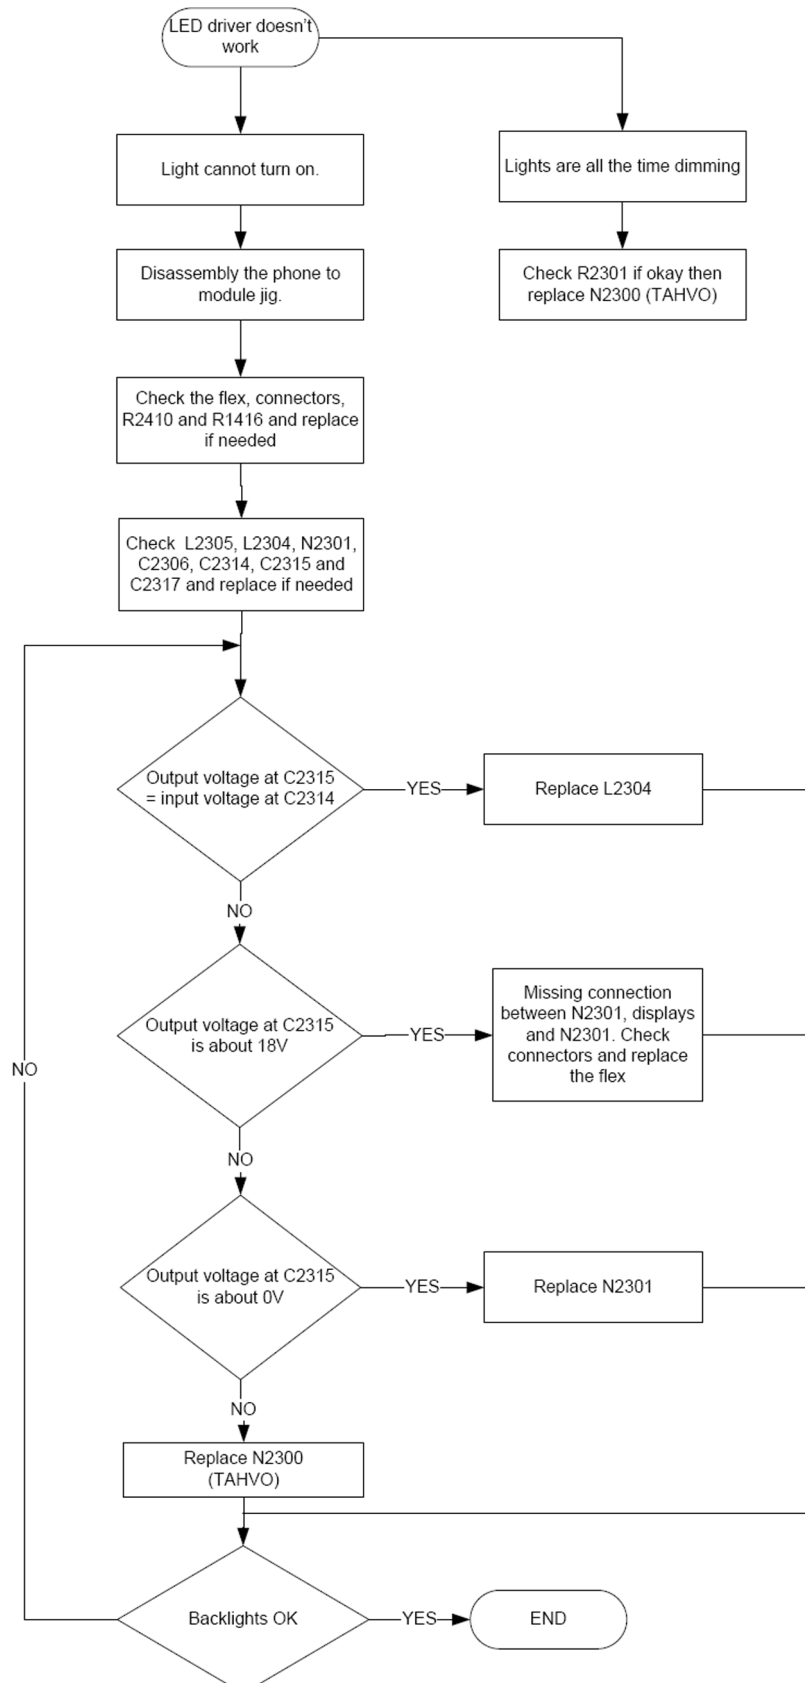 LED driver doesn't
work
Light cannot turn on.
Lights are all the time dimming
Disassembly the phone to
module jig.
Check R2301 if okay then
replace N2300 (TAHVO)
Check the flex, connectors,
R2410 and R1416 and replace
if needed
Check L2305, L2304, N2301,
C2306, C2314, C2315 and
C2317 and replace if needed
Output voltage at C2315
= input voltage at C2314
YES
Replace L2304
NO
Output voltage at C2315
is about 18V
YES
Missing connection
between N2301, displays
and N2301. Check
connectors and replace
the flex
NO
NO
Output voltage at C2315
is about 0V
YES
Replace N2301
NO
Replace N2300
(TAHVO)
Backlights OK
YES
END